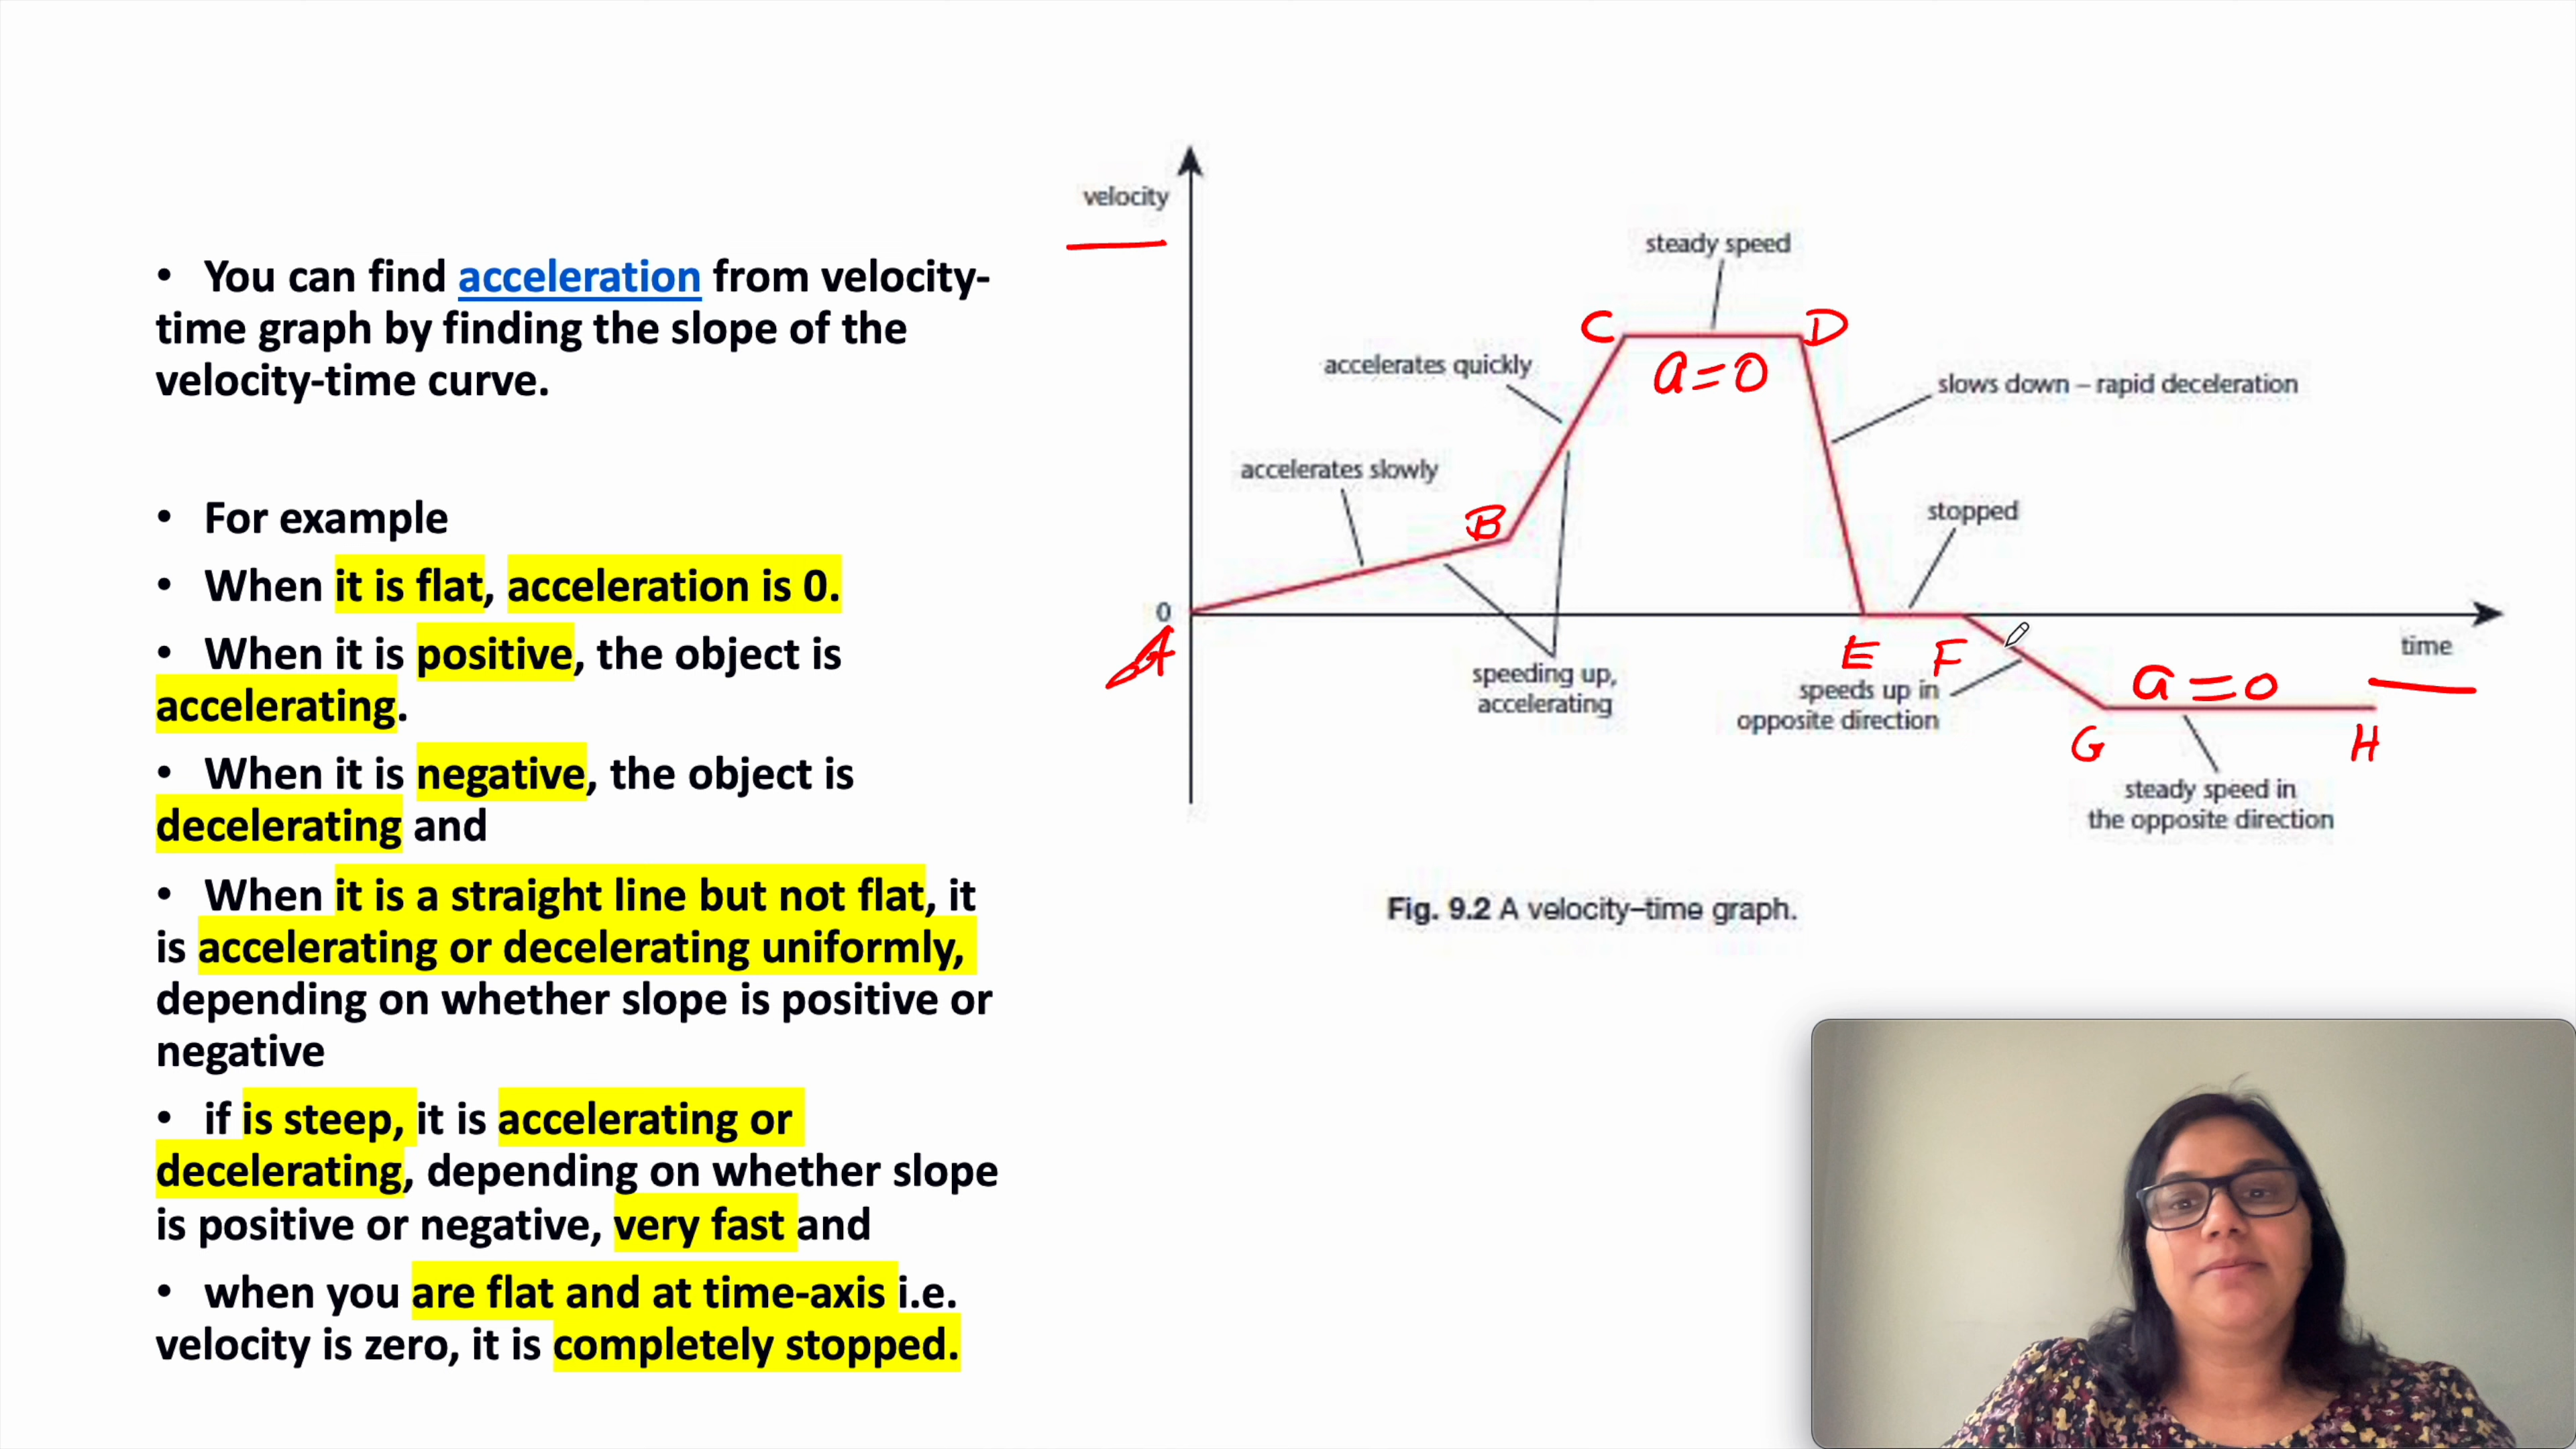 • You can find acceleration from velocity-
time graph by finding the slope of the
velocity-time curve.
• For example
• When it is flat, acceleration is 0.
• When it is positive, the object is
accelerating.
• When it is negative, the object is
decelerating and
• When it is a straight line but not flat, it
is accelerating or decelerating uniformly,
depending on whether slope is positive or
negative
• if is steep, it is accelerating or
decelerating, depending on whether slope
is positive or negative, very fast and
• when you are flat and at time-axis i.e.
velocity is zero, it is completely stopped.
velocity
steady speed
C
D
a=0
accelerates quickly
slows down – rapid deceleration
accelerates slowly
B
stopped
0
A
E
F
time
speeding up,
accelerating
speeds up in
opposite direction
a=0
G
H
steady speed in
the opposite direction
Fig. 9.2 A velocity–time graph.